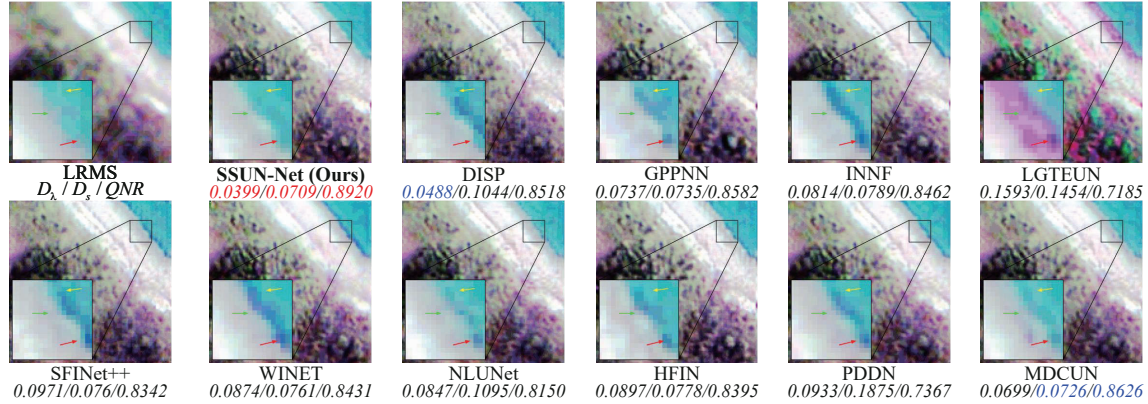 LRMS
SSUN-Net (Ours)
DISP
GPPNN
INNF
LGTEUN
D_λ / D_s / QNR
0.0399/0.0709/0.8920
0.0488/0.1044/0.8518
0.0737/0.0735/0.8582
0.0814/0.0789/0.8462
0.1593/0.1454/0.7185
SFINet++
WINET
NLUNet
HFIN
PDDN
MDCUN
0.0971/0.076/0.8342
0.0874/0.0761/0.8431
0.0847/0.1095/0.8150
0.0897/0.0778/0.8395
0.0933/0.1875/0.7367
0.0699/0.0726/0.8626